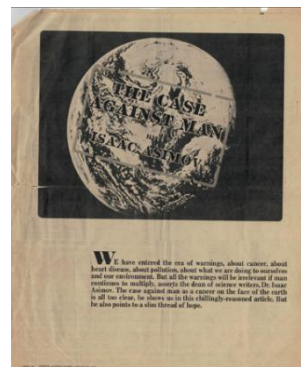 THE CASE
AGAINST MAN
BY
ISAAC ASIMOV
WE have entered the era of warnings, about cancer, about
heart disease, about pollution, about what we are doing to ourselves
and our environment. But all the warnings will be irrelevant if man
continues to multiply, asserts the dean of science writers, Dr. Isaac
Asimov. The case against man as a cancer on the face of the earth
is all too clear, he shows us in this chillingly-reasoned article. But
he also points to a slim thread of hope.